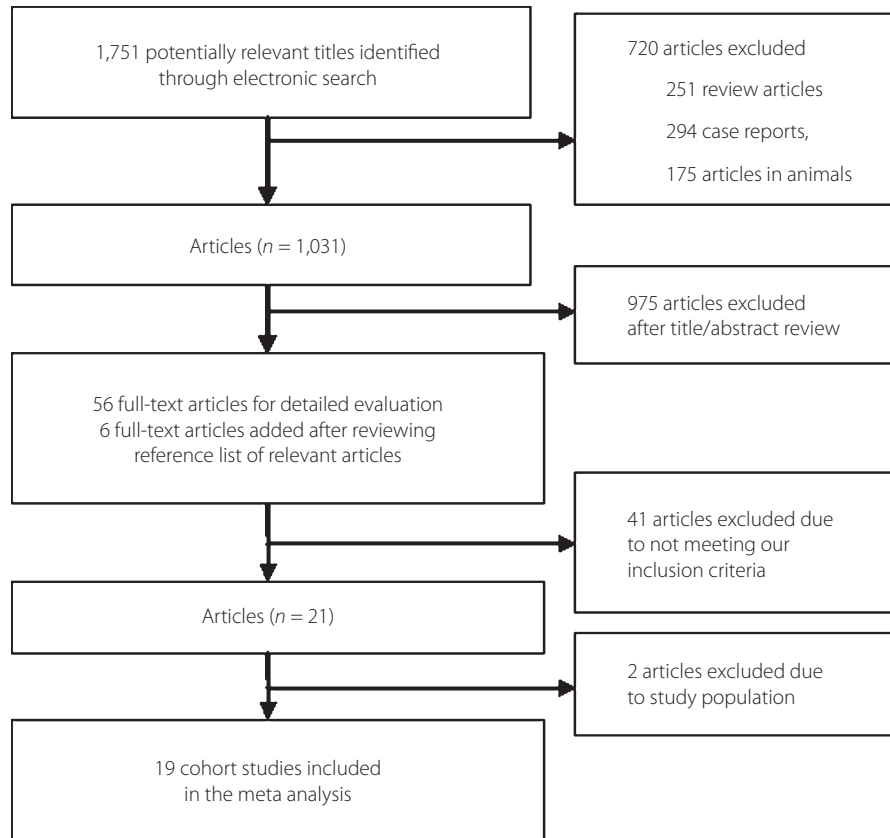 1,751 potentially relevant titles identified
through electronic search
720 articles excluded
251 review articles
294 case reports,
175 articles in animals
Articles (n = 1,031)
975 articles excluded
after title/abstract review
56 full-text articles for detailed evaluation
6 full-text articles added after reviewing
reference list of relevant articles
41 articles excluded due
to not meeting our
inclusion criteria
Articles (n = 21)
2 articles excluded due
to study population
19 cohort studies included
in the meta analysis